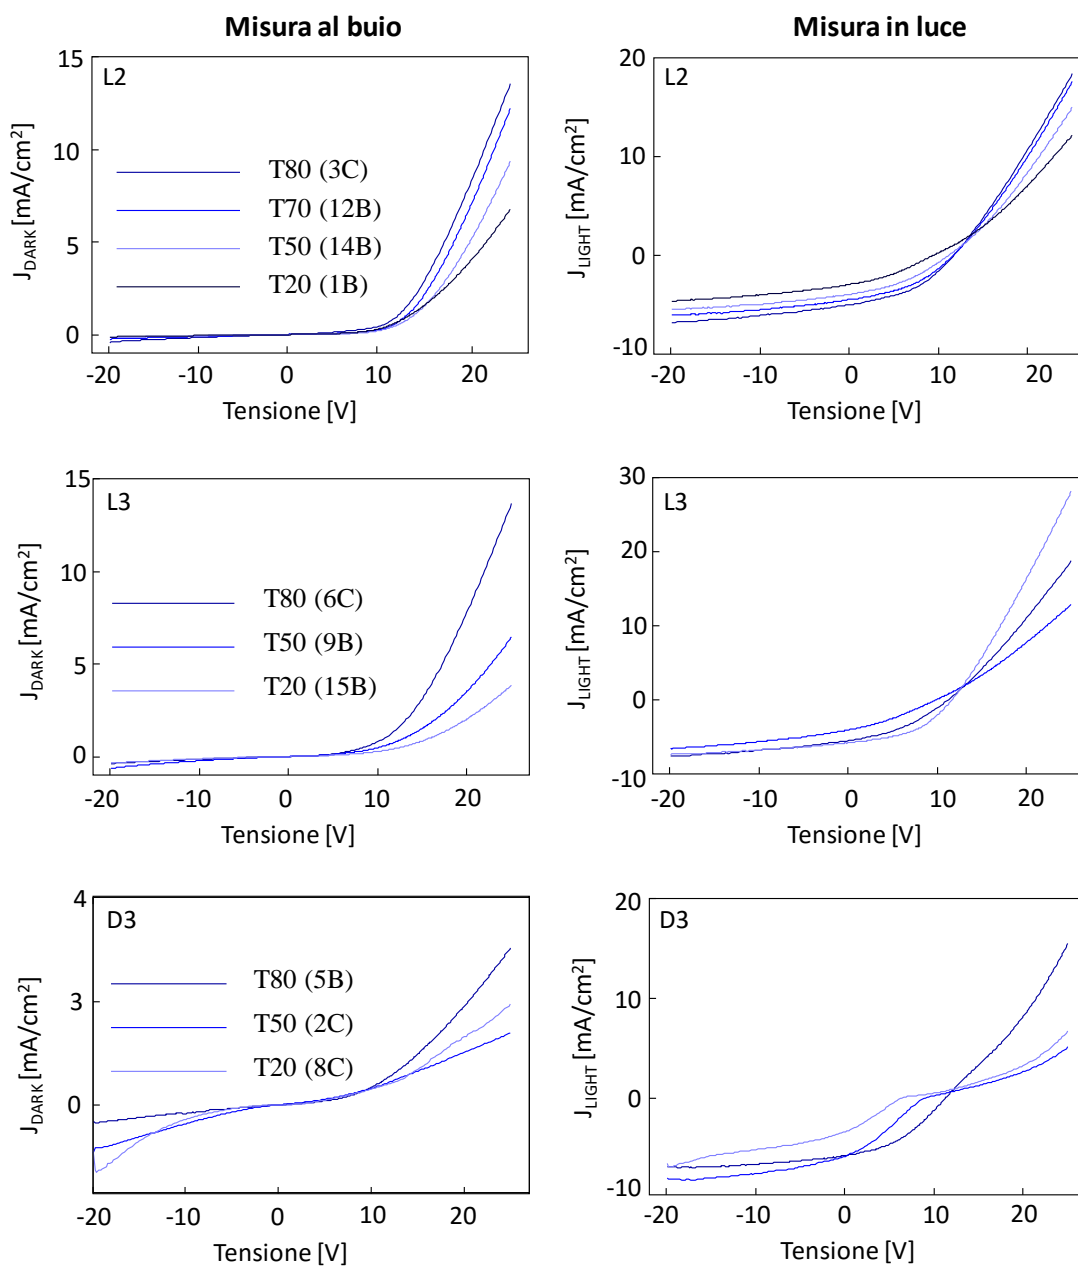 Misura al buio
Misura in luce
L2
15
10
5
0
J_DARK [mA/cm²]
T80 (3C)
T70 (12B)
T50 (14B)
T20 (1B)
-20 -10 0 10 20
Tensione [V]
L2
20
10
0
-10
J_LIGHT [mA/cm²]
-20 -10 0 10 20
Tensione [V]
L3
15
10
5
0
J_DARK [mA/cm²]
T80 (6C)
T50 (9B)
T20 (15B)
-20 -10 0 10 20
Tensione [V]
L3
30
20
10
0
-10
J_LIGHT [mA/cm²]
-20 -10 0 10 20
Tensione [V]
D3
4
3
0
J_DARK [mA/cm²]
T80 (5B)
T50 (2C)
T20 (8C)
-20 -10 0 10 20
Tensione [V]
D3
20
10
0
-10
J_LIGHT [mA/cm²]
-20 -10 0 10 20
Tensione [V]